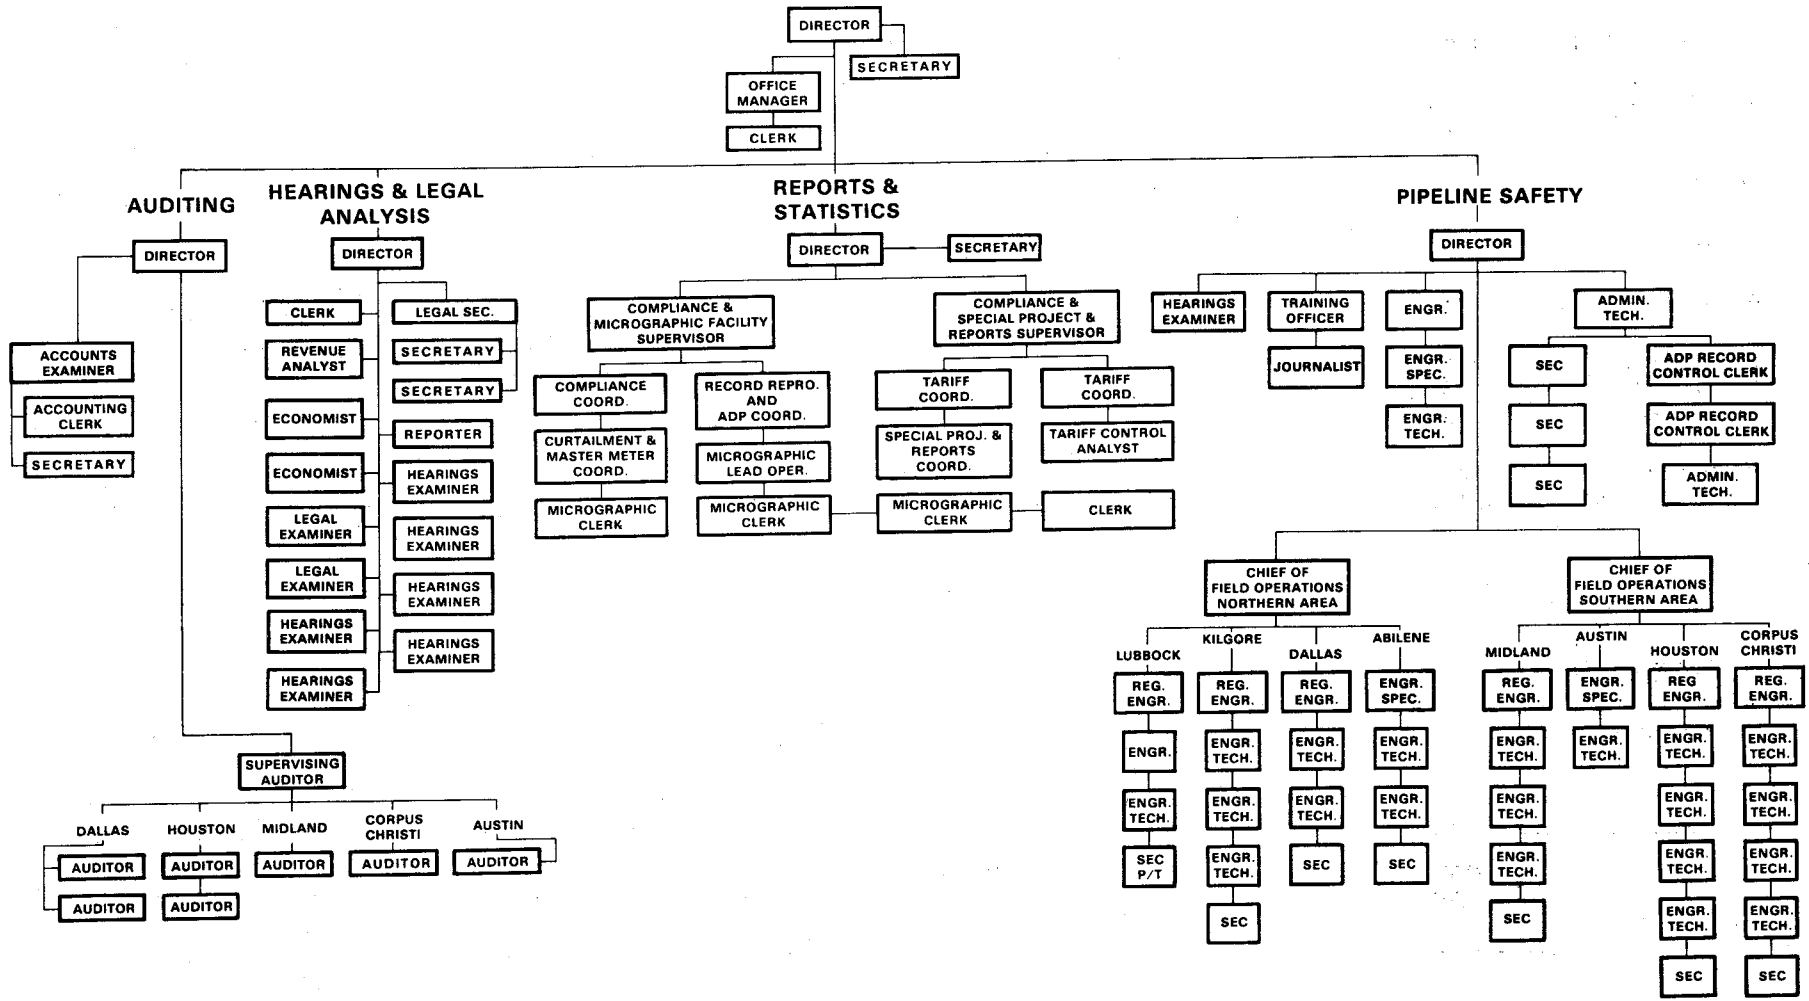 DIRECTOR
SECRETARY
OFFICE
MANAGER
CLERK
AUDITING
DIRECTOR
ACCOUNTS
EXAMINER
ACCOUNTING
CLERK
SECRETARY
SUPERVISING
AUDITOR
DALLAS
AUDITOR
AUDITOR
HOUSTON
AUDITOR
AUDITOR
MIDLAND
AUDITOR
CORPUS
CHRISTI
AUDITOR
AUSTIN
AUDITOR
HEARINGS & LEGAL
ANALYSIS
DIRECTOR
CLERK
REVENUE
ANALYST
ECONOMIST
ECONOMIST
LEGAL
EXAMINER
LEGAL
EXAMINER
HEARINGS
EXAMINER
HEARINGS
EXAMINER
LEGAL SEC.
SECRETARY
SECRETARY
REPORTER
HEARINGS
EXAMINER
HEARINGS
EXAMINER
HEARINGS
EXAMINER
HEARINGS
EXAMINER
REPORTS &
STATISTICS
DIRECTOR
SECRETARY
COMPLIANCE &
MICROGRAPHIC FACILITY
SUPERVISOR
COMPLIANCE
COORD.
CURTAILMENT &
MASTER METER
COORD.
MICROGRAPHIC
CLERK
RECORD REPRO.
AND
ADP COORD.
MICROGRAPHIC
LEAD OPER.
MICROGRAPHIC
CLERK
COMPLIANCE &
SPECIAL PROJECT &
REPORTS SUPERVISOR
TARIFF
COORD.
SPECIAL PROJ. &
REPORTS
COORD.
MICROGRAPHIC
CLERK
TARIFF
COORD.
TARIFF CONTROL
ANALYST
CLERK
PIPELINE SAFETY
DIRECTOR
HEARINGS
EXAMINER
TRAINING
OFFICER
JOURNALIST
ENGR.
ENGR.
SPEC.
ENGR.
TECH.
ADMIN.
TECH.
SEC
SEC
SEC
ADP RECORD
CONTROL CLERK
ADP RECORD
CONTROL CLERK
ADMIN.
TECH.
CHIEF OF
FIELD OPERATIONS
NORTHERN AREA
LUBBOCK
REG.
ENGR.
ENGR.
ENGR.
TECH.
SEC
P/T
KILGORE
REG.
ENGR.
ENGR.
TECH.
ENGR.
TECH.
ENGR.
TECH.
SEC
DALLAS
REG.
ENGR.
ENGR.
TECH.
ENGR.
TECH.
SEC
ABILENE
ENGR.
SPEC.
ENGR.
TECH.
ENGR.
TECH.
SEC
CHIEF OF
FIELD OPERATIONS
SOUTHERN AREA
MIDLAND
REG.
ENGR.
ENGR.
TECH.
ENGR.
TECH.
ENGR.
TECH.
SEC
AUSTIN
ENGR.
SPEC.
ENGR.
TECH.
HOUSTON
REG
ENGR.
ENGR.
TECH.
ENGR.
TECH.
ENGR.
TECH.
ENGR.
TECH.
SEC
CORPUS
CHRISTI
REG.
ENGR.
ENGR.
TECH.
ENGR.
TECH.
ENGR.
TECH.
ENGR.
TECH.
SEC